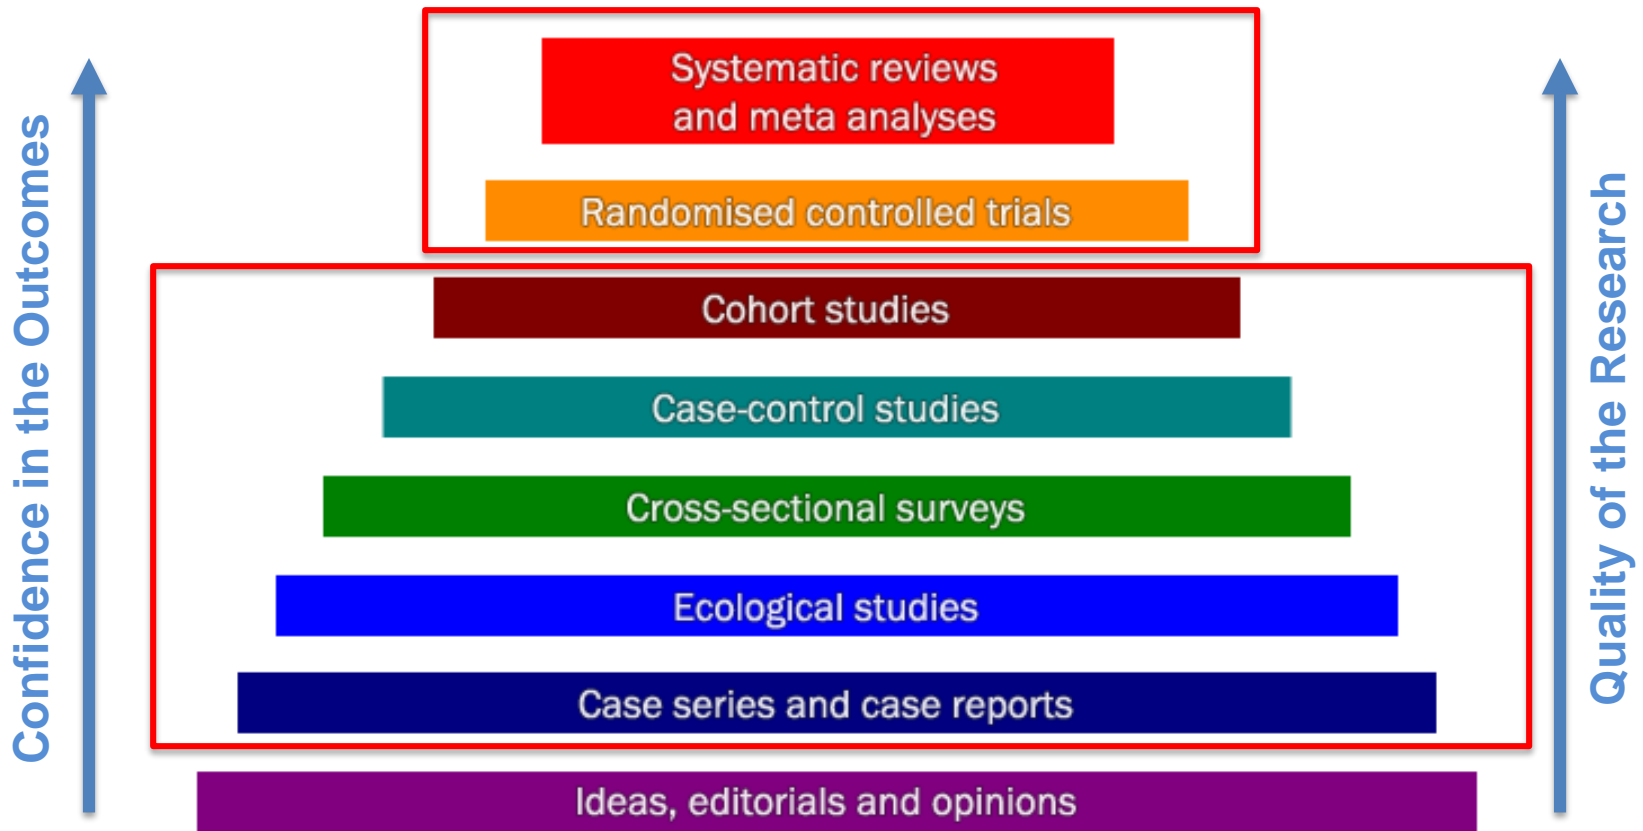 Confidence in the Outcomes
Systematic reviews
and meta analyses
Randomised controlled trials
Cohort studies
Case-control studies
Cross-sectional surveys
Ecological studies
Case series and case reports
Ideas, editorials and opinions
Quality of the Research